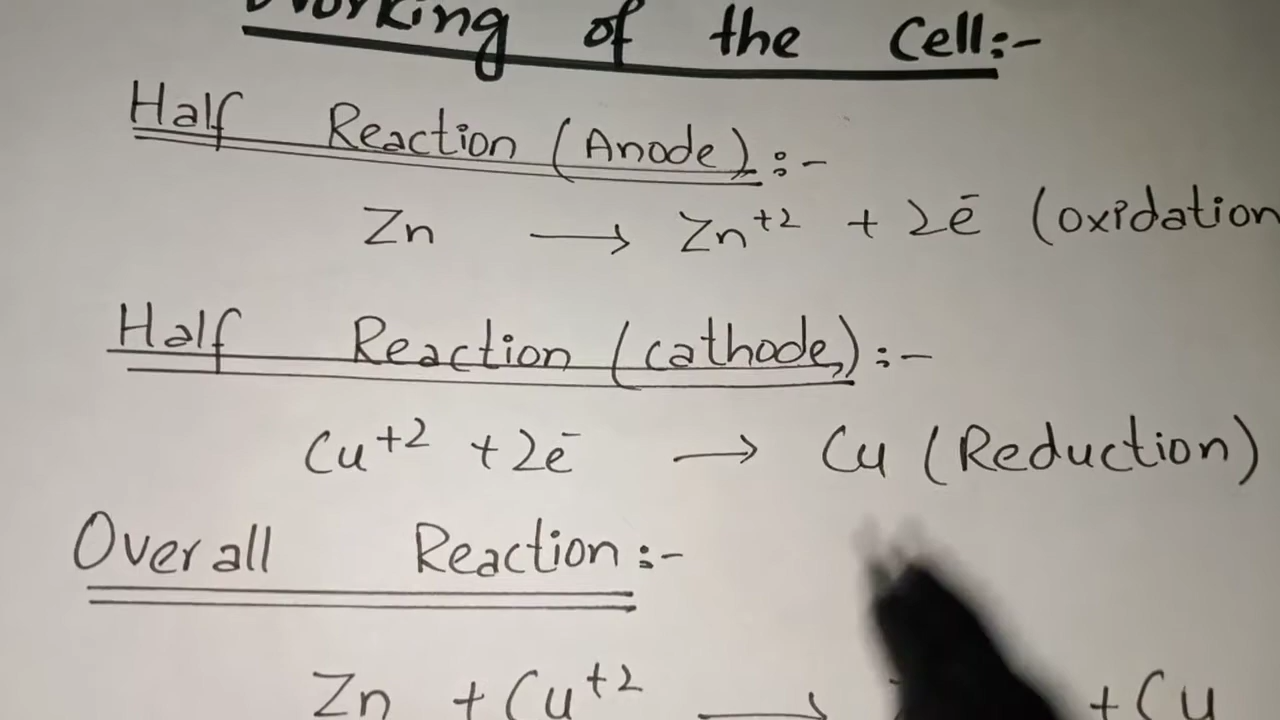 Working of the Cell:-
Half Reaction (Anode):-
Zn → Zn⁺² + 2ē (oxidation
Half Reaction (cathode):-
Cu⁺² + 2ē → Cu (Reduction)
Overall Reaction:-
Zn + Cu⁺² → + Cu